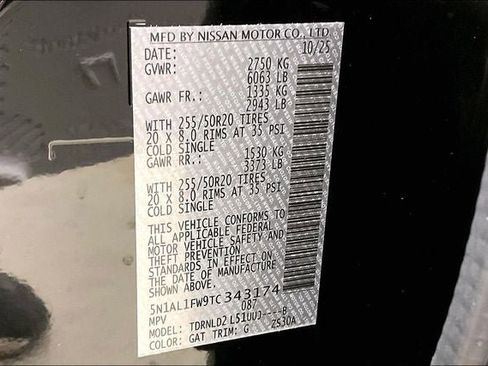 MFD BY NISSAN MOTOR CO., LTD
DATE: 10/25
GVWR: 2750 KG
6063 LB
GAWR FR.: 1335 KG
2943 LB
WITH 255/50R20 TIRES
20 X 8.0 RIMS AT 35 PSI
COLD SINGLE
GAWR RR.: 1530 KG
3373 LB
WITH 255/50R20 TIRES
20 X 8.0 RIMS AT 35 PSI
COLD SINGLE
THIS VEHICLE CONFORMS TO
ALL APPLICABLE FEDERAL
MOTOR VEHICLE SAFETY AND
THEFT PREVENTION
STANDARDS IN EFFECT ON
THE DATE OF MANUFACTURE
SHOWN ABOVE.
5N1AL1FW9TC343174
MPV 087
MODEL: TDRNLD2 L51UUJ----B
COLOR: GAT TRIM: G ZS30A